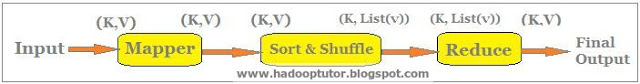 (K,V) (K,V) (K,V) (K, List(v)) (K, List(v)) (K,V)
Input Mapper Sort & Shuffle Reduce Final Output
www.hadooptutor.blogspot.com